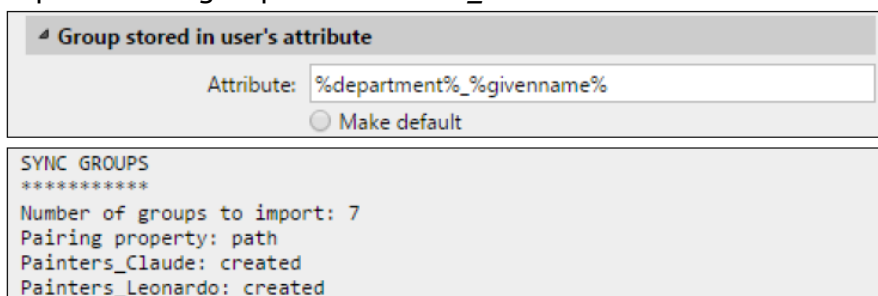 Group stored in user's attribute
Attribute: %department%_%givenname%
Make default
SYNC GROUPS
***********
Number of groups to import: 7
Pairing property: path
Painters_Claude: created
Painters_Leonardo: created